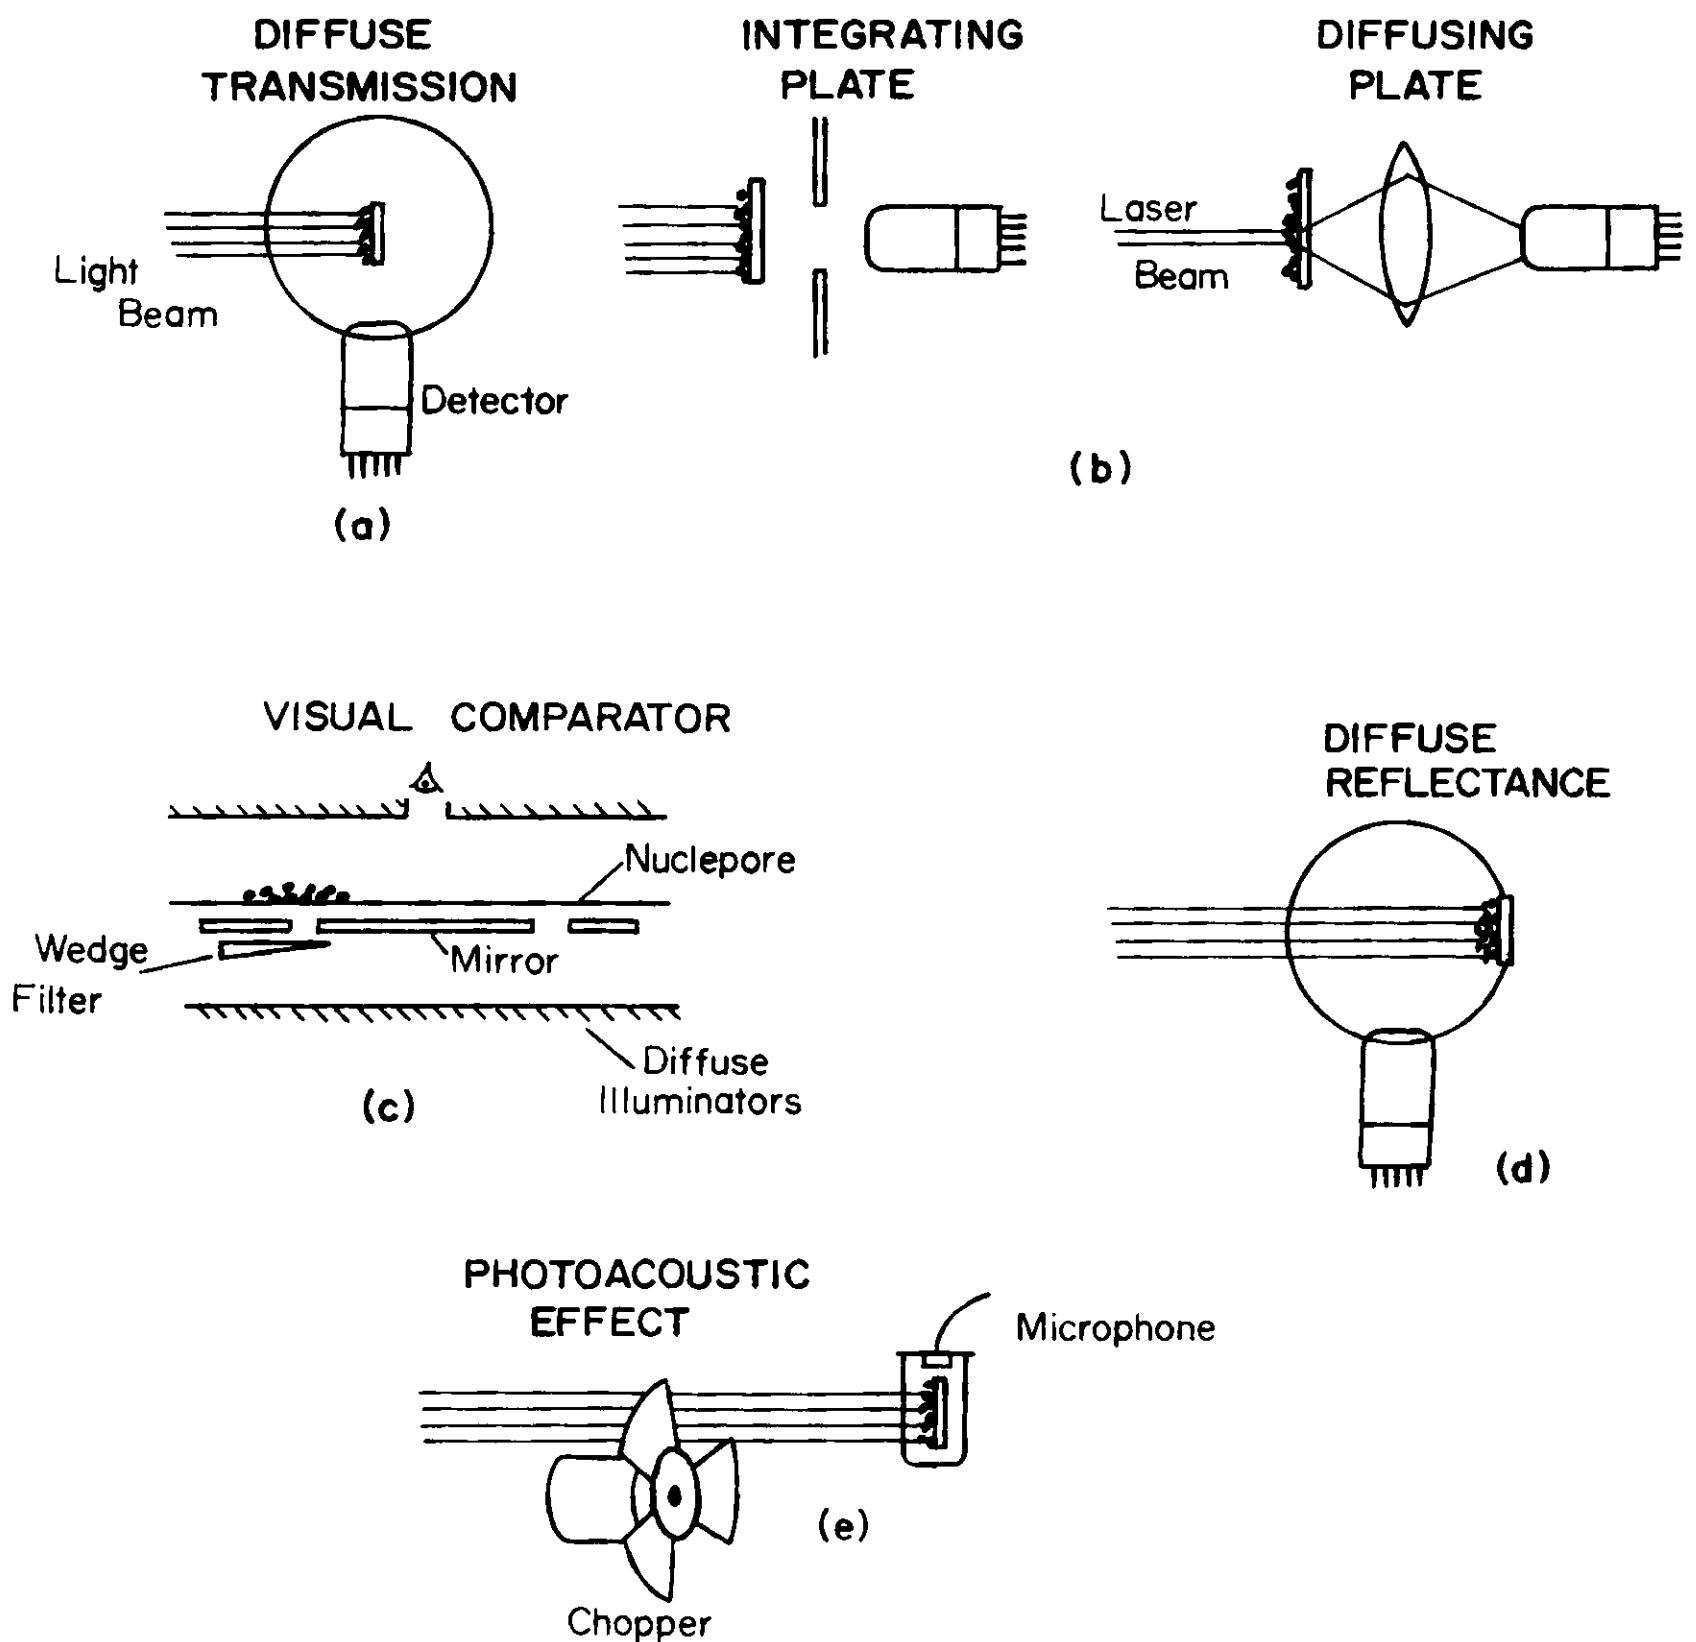 DIFFUSE
TRANSMISSION
Light
Beam
Detector
(a)
INTEGRATING
PLATE
DIFFUSING
PLATE
Laser
Beam
(b)
VISUAL COMPARATOR
Nuclepore
Wedge
Filter
Mirror
Diffuse
Illuminators
(c)
DIFFUSE
REFLECTANCE
(d)
PHOTOACOUSTIC
EFFECT
Microphone
(e)
Chopper